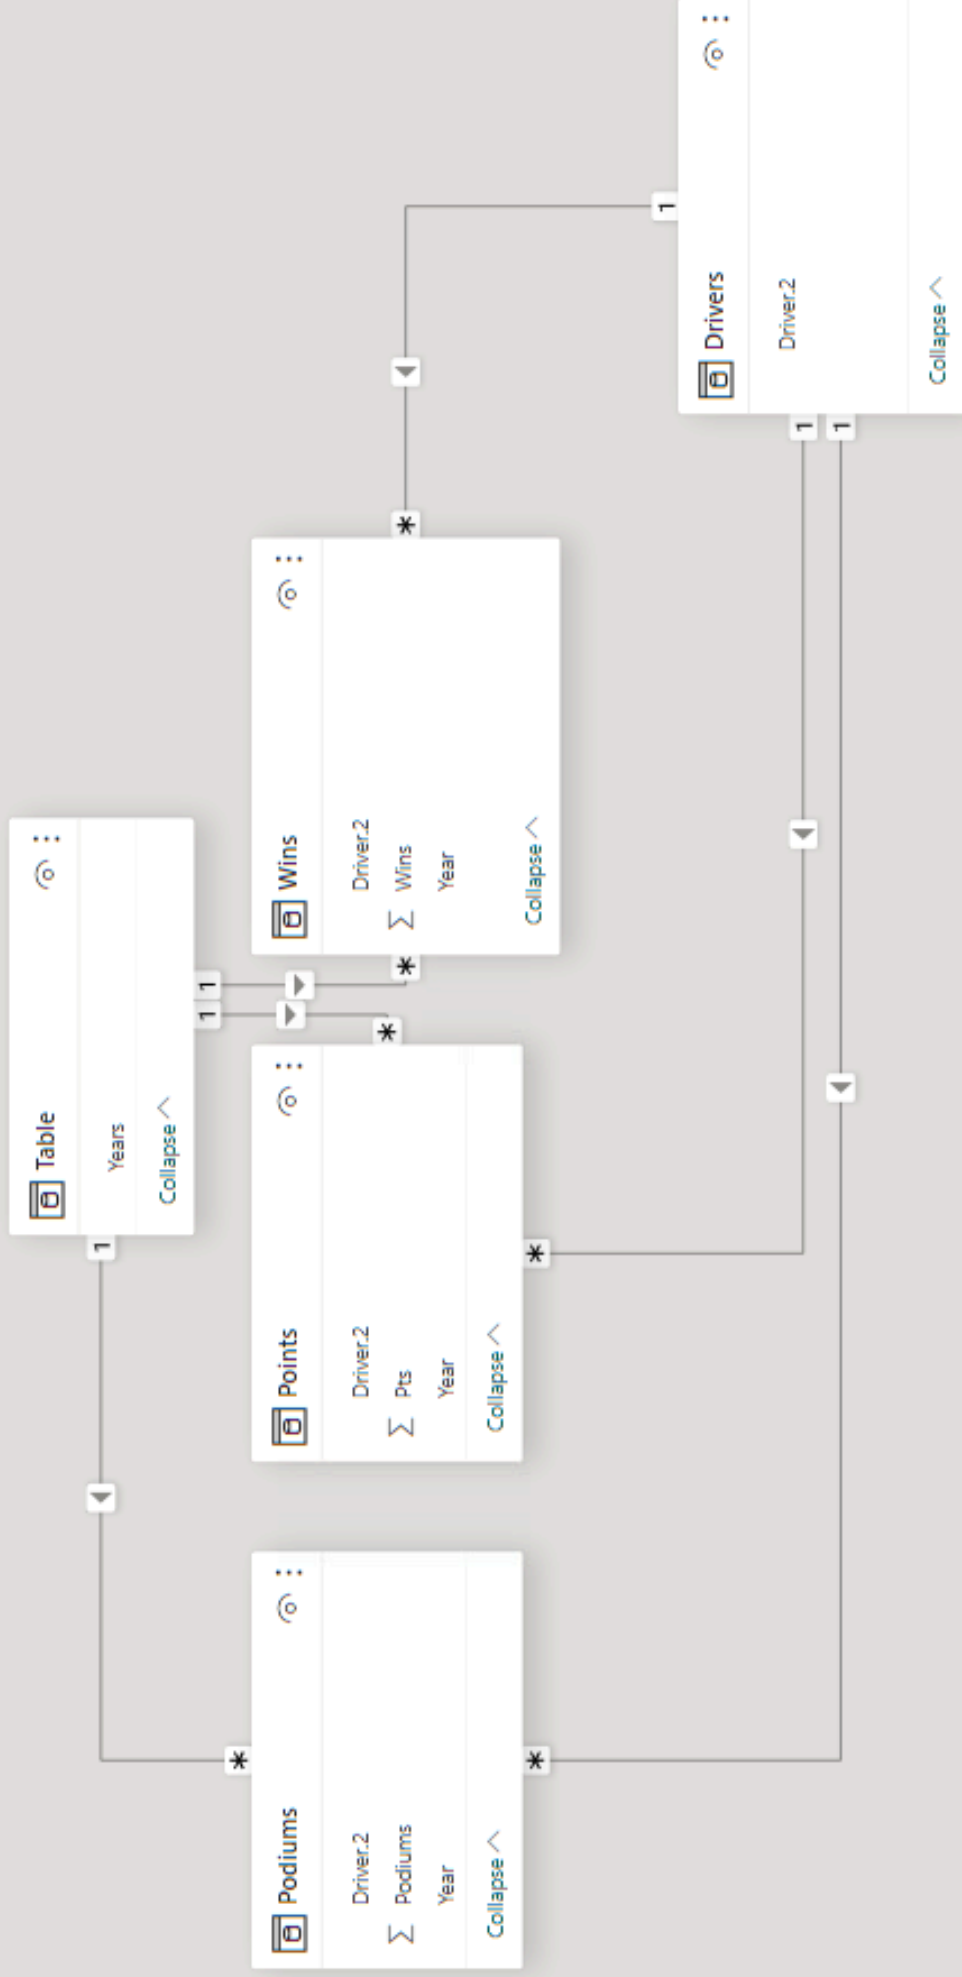 Table
Years
Collapse
1
1
1
*
*
*
Podiums
Driver.2
Σ Podiums
Year
Collapse
*
Points
Driver.2
Σ Pts
Year
Collapse
*
Wins
Driver.2
Σ Wins
Year
Collapse
*
1
1
1
Drivers
Driver.2
Collapse